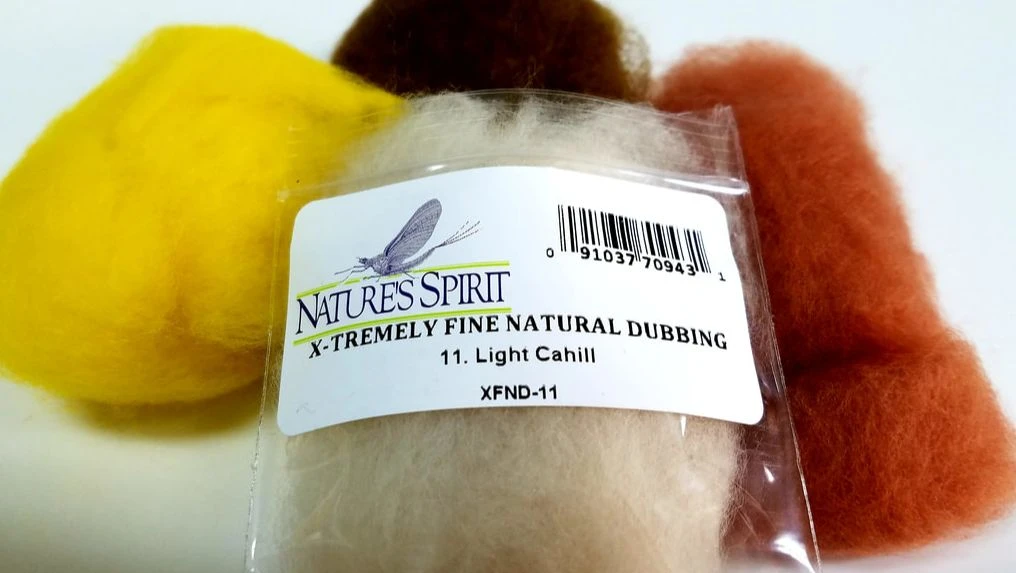 0 91037 70943 1
NATURE'S SPIRIT
X-TREMELY FINE NATURAL DUBBING
11. Light Cahill
XFND-11